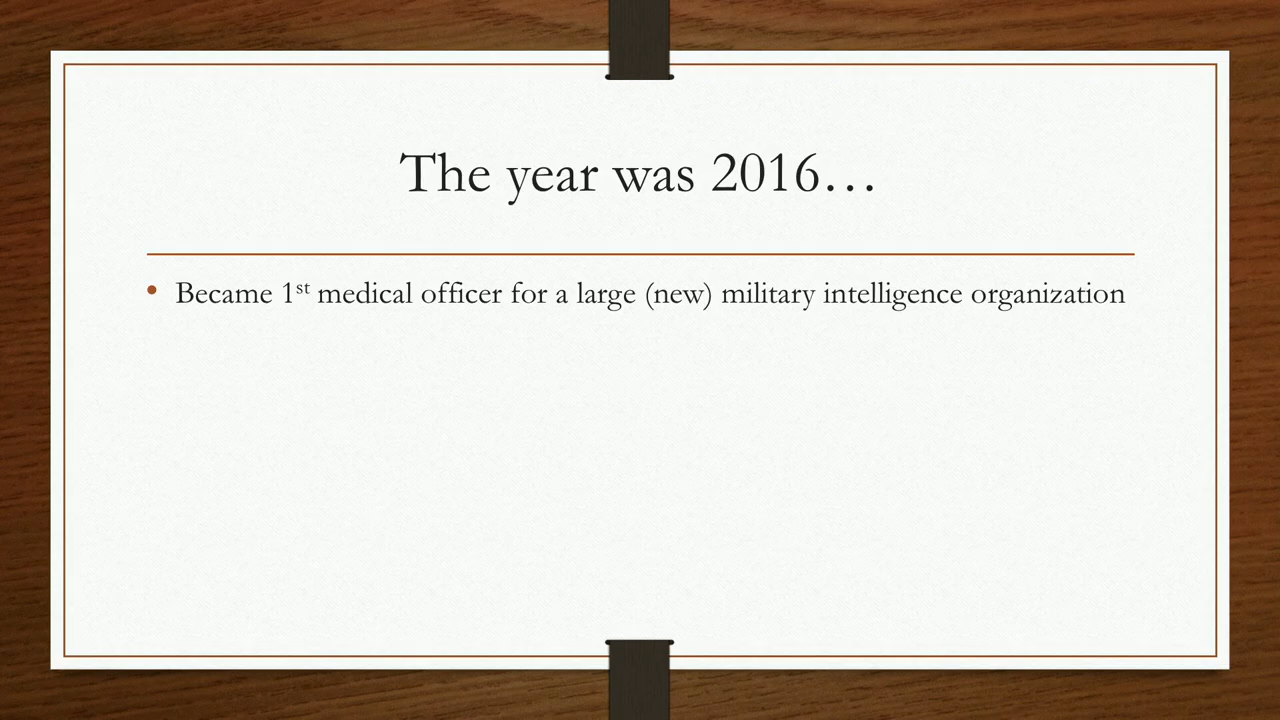 The year was 2016…
• Became 1st medical officer for a large (new) military intelligence organization